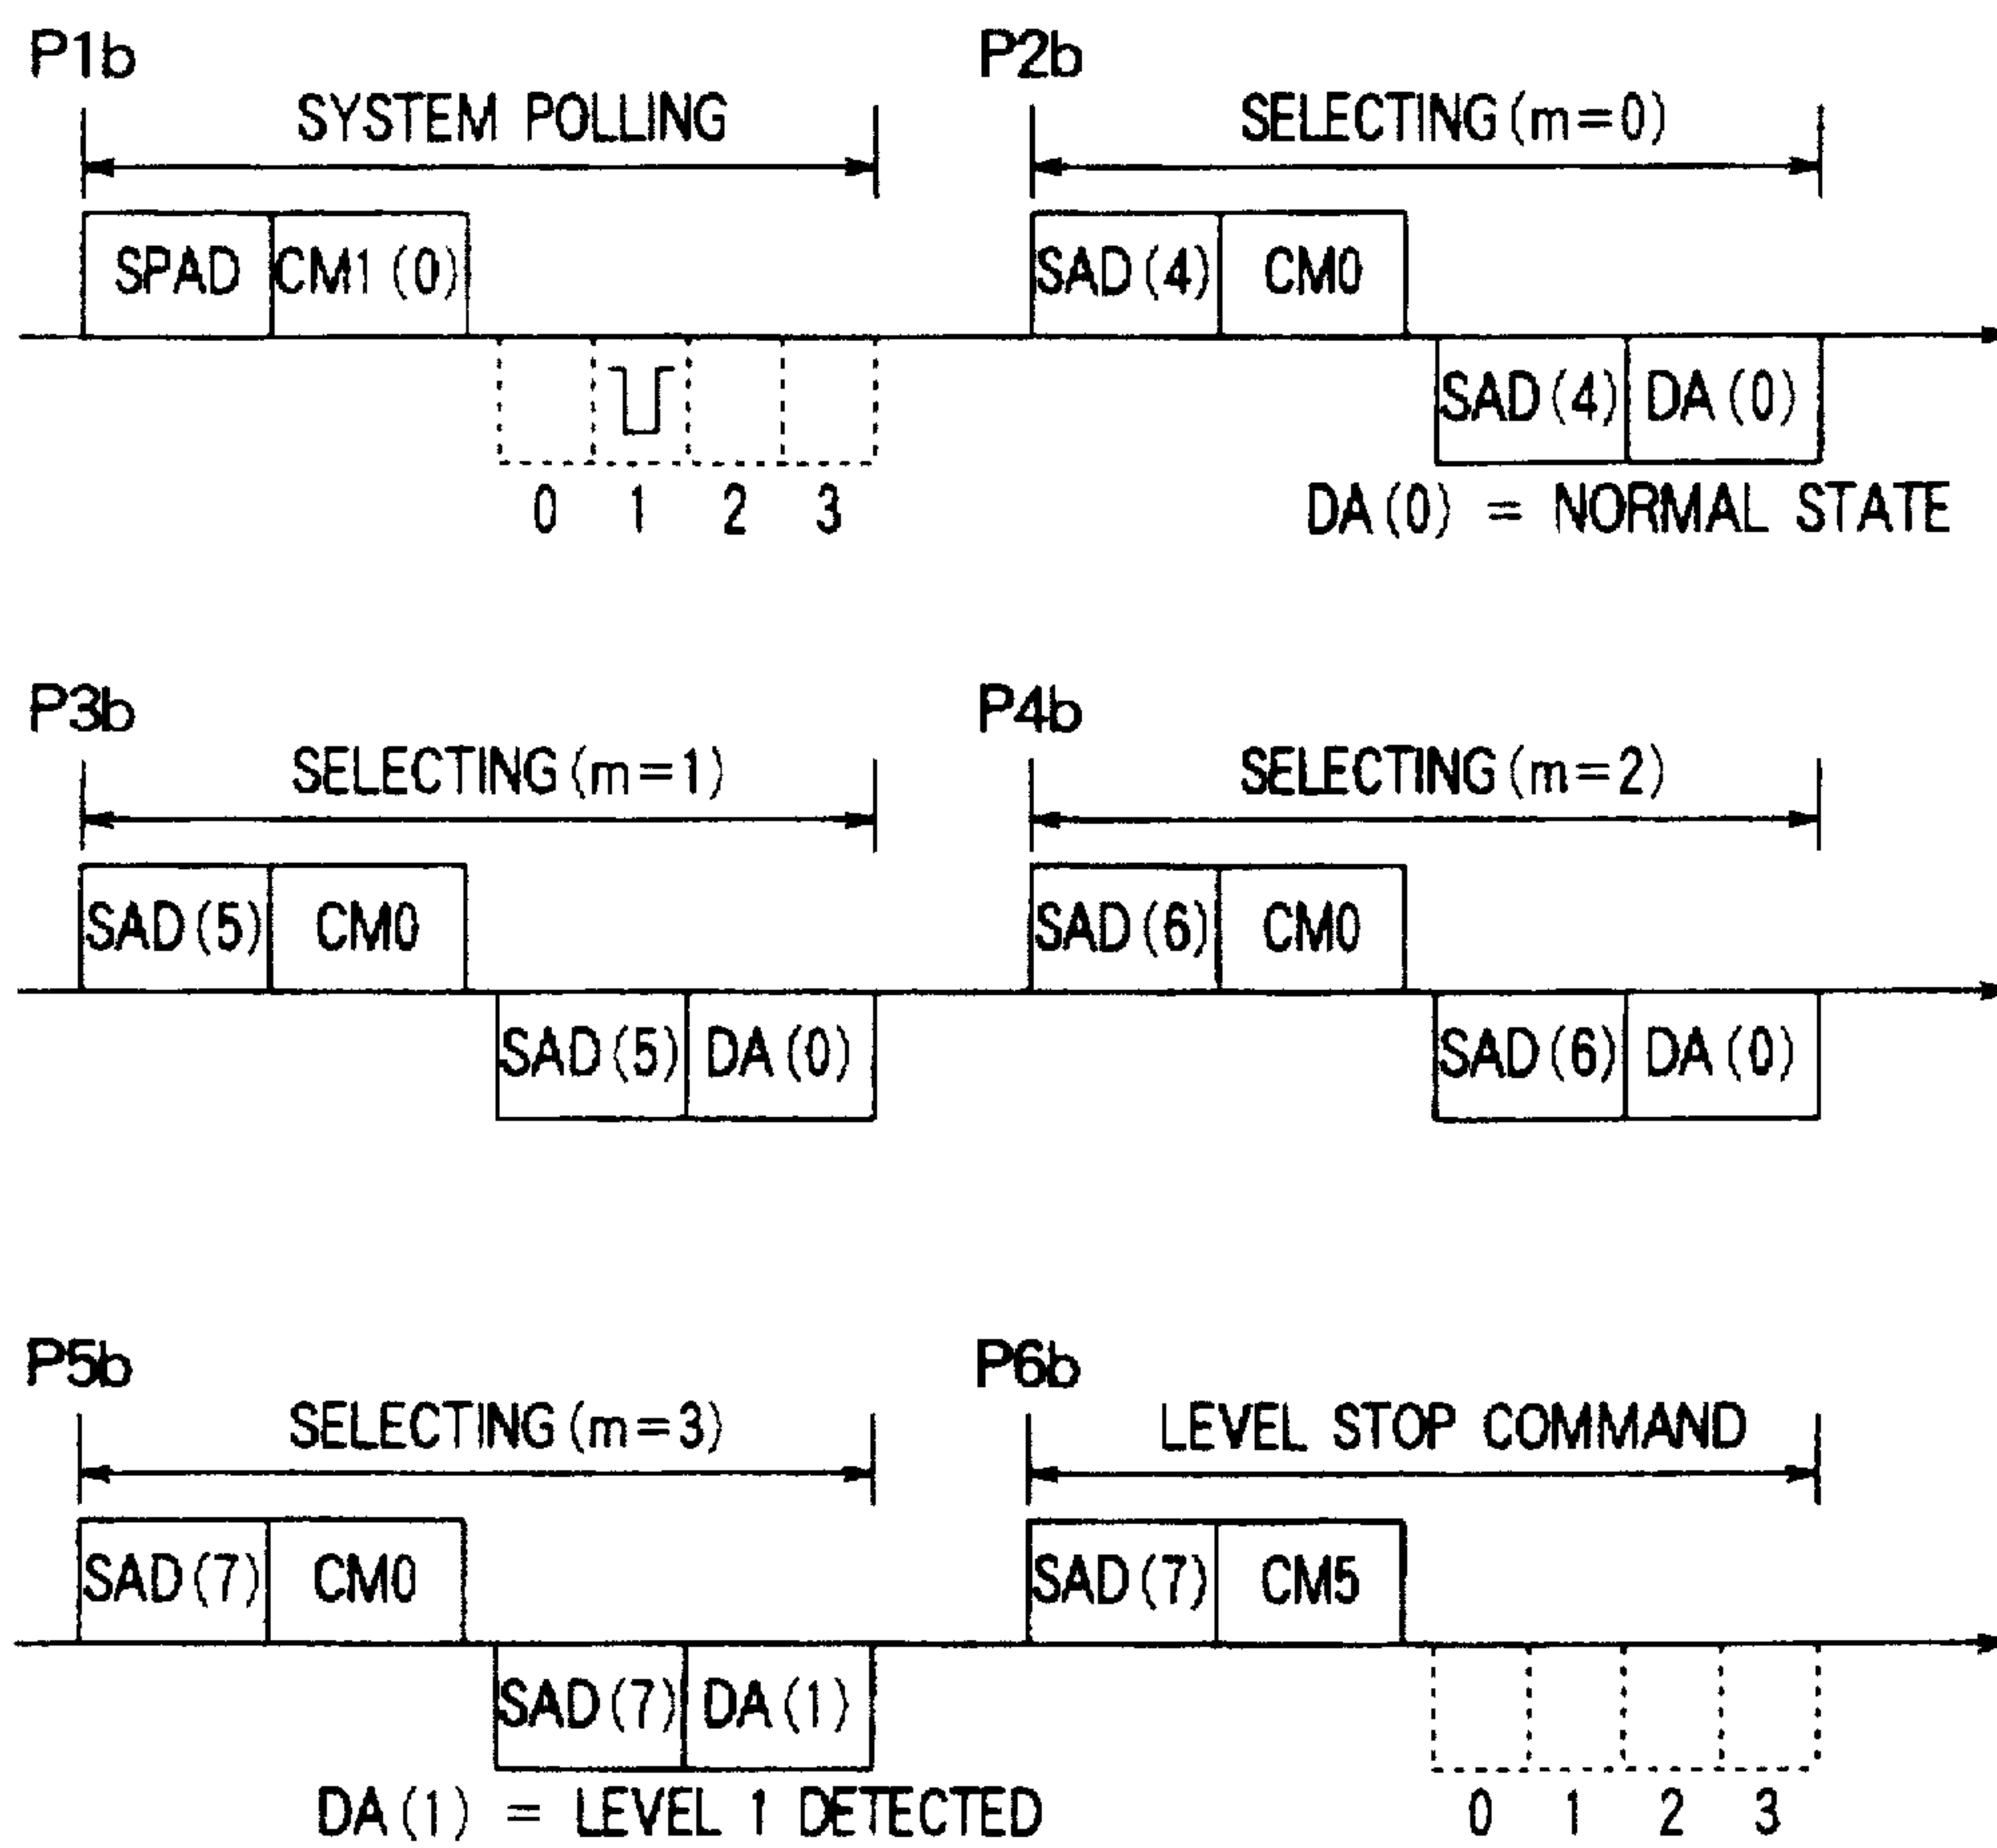 P1b
SYSTEM POLLING
SPAD CM1(0)
0 1 2 3
P2b
SELECTING(m=0)
SAD(4) CM0
SAD(4) DA(0)
DA(0) = NORMAL STATE
P3b
SELECTING(m=1)
SAD(5) CM0
SAD(5) DA(0)
P4b
SELECTING(m=2)
SAD(6) CM0
SAD(6) DA(0)
P5b
SELECTING(m=3)
SAD(7) CM0
SAD(7) DA(1)
DA(1) = LEVEL 1 DETECTED
P6b
LEVEL STOP COMMAND
SAD(7) CM5
0 1 2 3